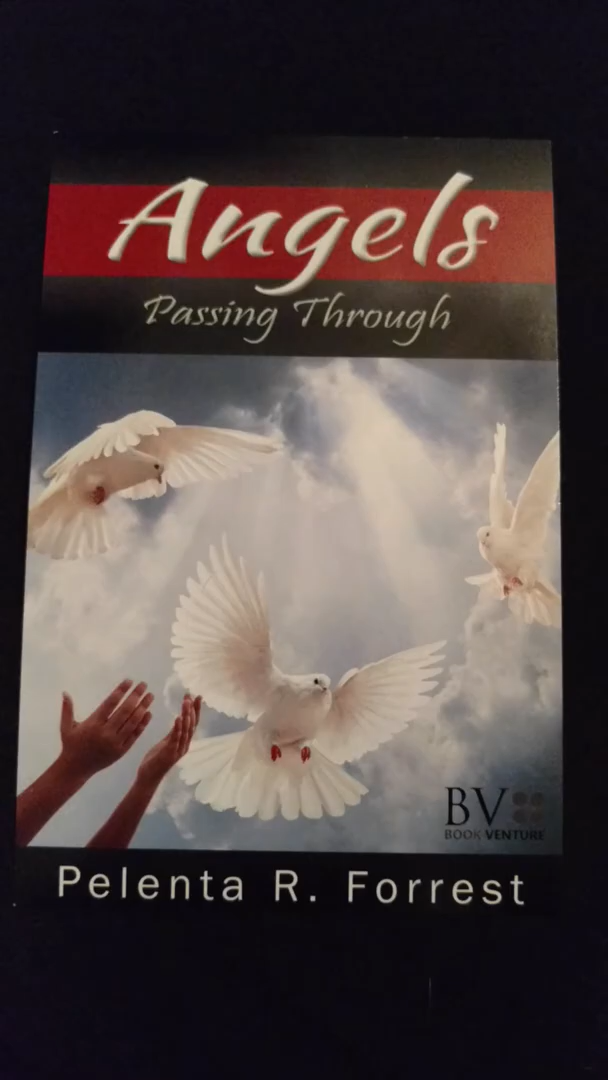 Angels
Passing Through
BV
BOOK VENTURE
Pelenta R. Forrest